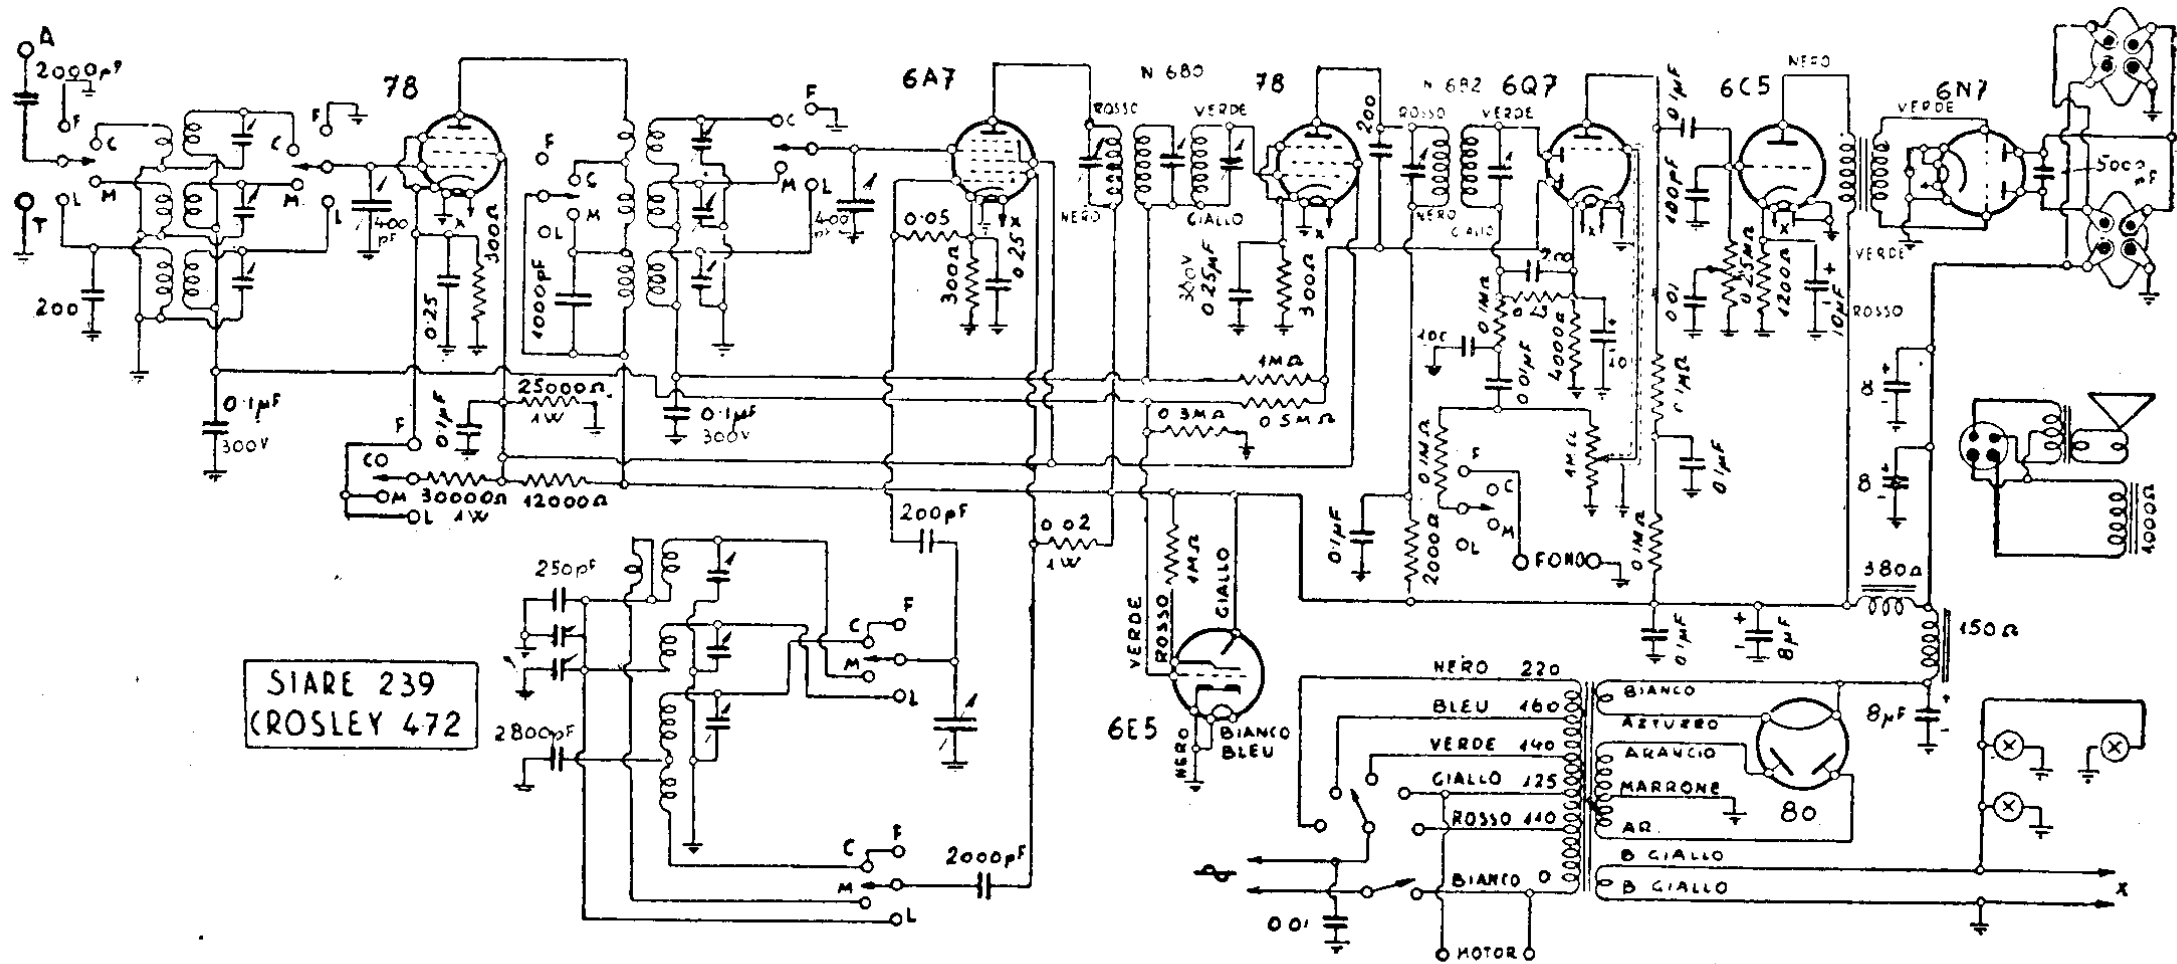 A
2000pF
F
C
M
L
T
200
C
F
M
L
400
pF
78
300Ω
0.25
0.1µF
300V
F
CO
M
L
0.1µF
25000Ω
1W
30000Ω
1W
12000Ω
F
C
M
L
1000pF
0.1µF
300V
F
C
M
L
400
6A7
0.05
300Ω
0.25
X
N 680
ROSSO
NERO
VERDE
GIALLO
78
300V
0.25µF
300Ω
X
200
N 682
ROSSO
NERO
VERDE
GIALLO
6Q7
0.1MΩ
4000Ω
10
0.01µF
1MΩ
0.5MΩ
0.3MΩ
0.1MΩ
F
C
M
L
FONO
0.1µF
2000Ω
0.1µF
0.1MΩ
0.1µF
0.1µF
100pF
0.01
6C5
1200Ω
10µF
NERO
ROSSO
VERDE
VERDE
6N7
5000
pF
8
8
1000Ω
380Ω
150Ω
8µF
8µF
SIARE 239
CROSLEY 472
250pF
2800pF
200pF
0.02
1W
2000pF
C
F
M
L
C
F
M
L
1MΩ
VERDE
ROSSO
GIALLO
6E5
NERO
BIANCO
BLEU
NERO 220
BLEU 160
VERDE 140
GIALLO 125
ROSSO 110
BIANCO 0
0.01
MOTOR
BIANCO
AZZURRO
ARANCIO
MARRONE
AR
B GIALLO
B GIALLO
80
X